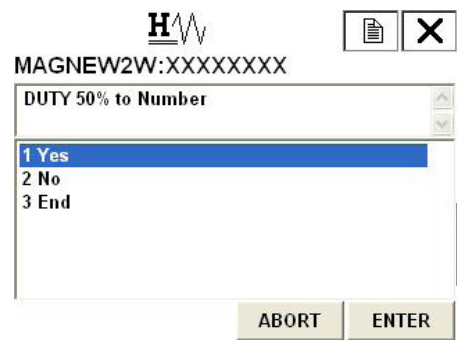 H
MAGNEW2W:XXXXXXXX
DUTY 50% to Number
1 Yes
2 No
3 End
ABORT ENTER